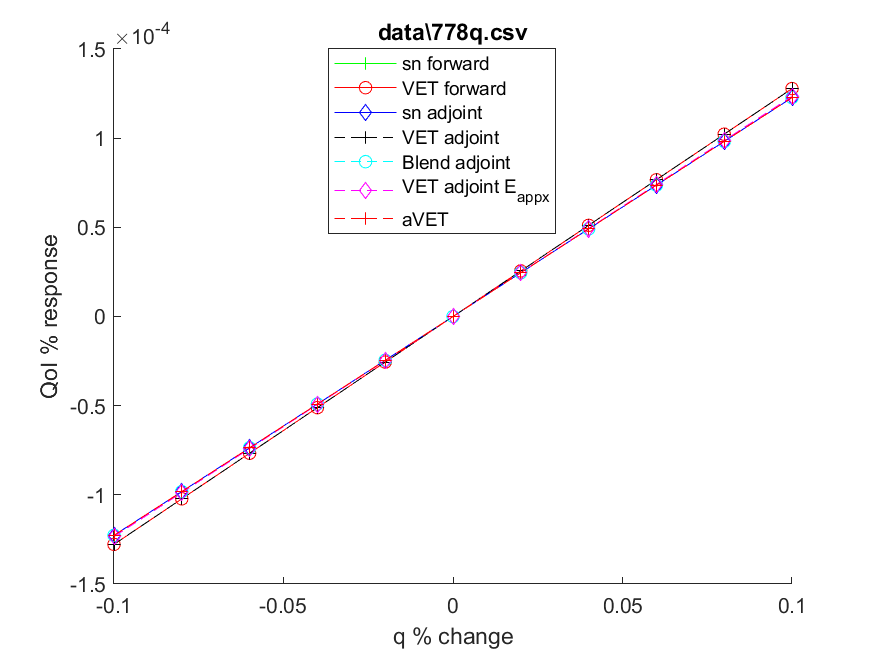 data\778q.csv
×10^-4
1.5
1
0.5
0
-0.5
-1
-1.5
QoI % response
sn forward
VET forward
sn adjoint
VET adjoint
Blend adjoint
VET adjoint E_appx
aVET
-0.1
-0.05
0
0.05
0.1
q % change